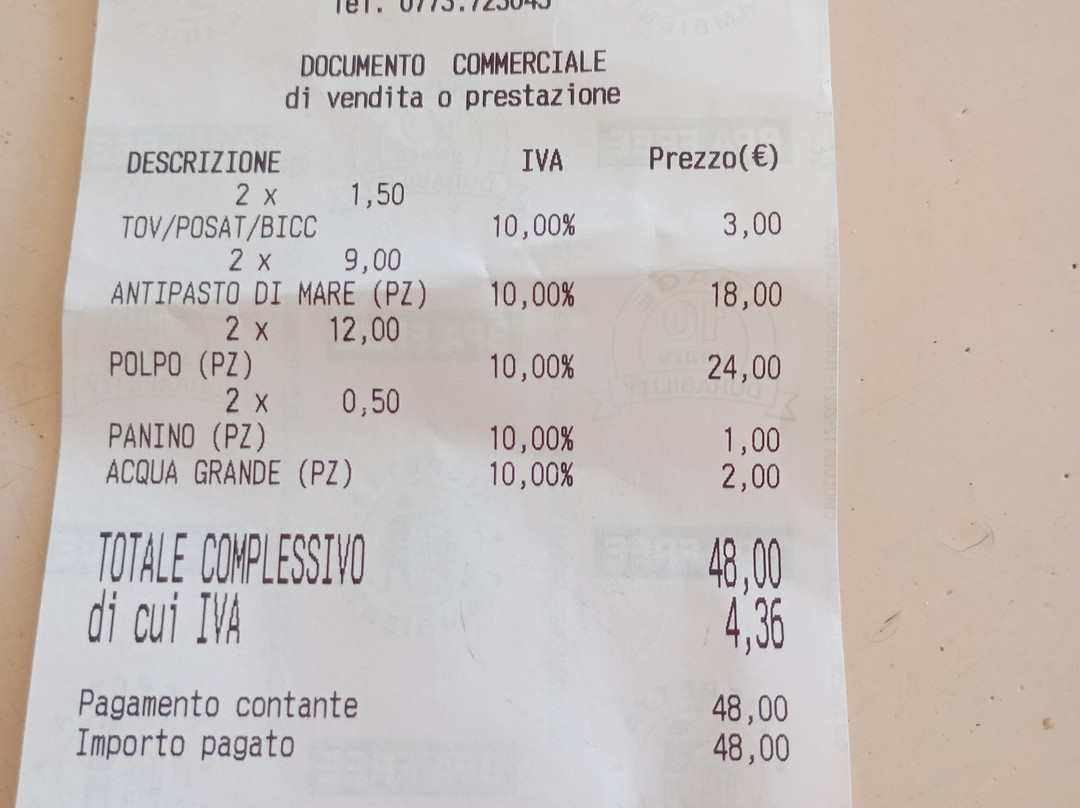 Tel. 0773.723045
DOCUMENTO COMMERCIALE
di vendita o prestazione
DESCRIZIONE IVA Prezzo(€)
2 x 1,50
TOV/POSAT/BICC 10,00% 3,00
2 x 9,00
ANTIPASTO DI MARE (PZ) 10,00% 18,00
2 x 12,00
POLPO (PZ) 10,00% 24,00
2 x 0,50
PANINO (PZ) 10,00% 1,00
ACQUA GRANDE (PZ) 10,00% 2,00
TOTALE COMPLESSIVO 48,00
di cui IVA 4,36
Pagamento contante 48,00
Importo pagato 48,00